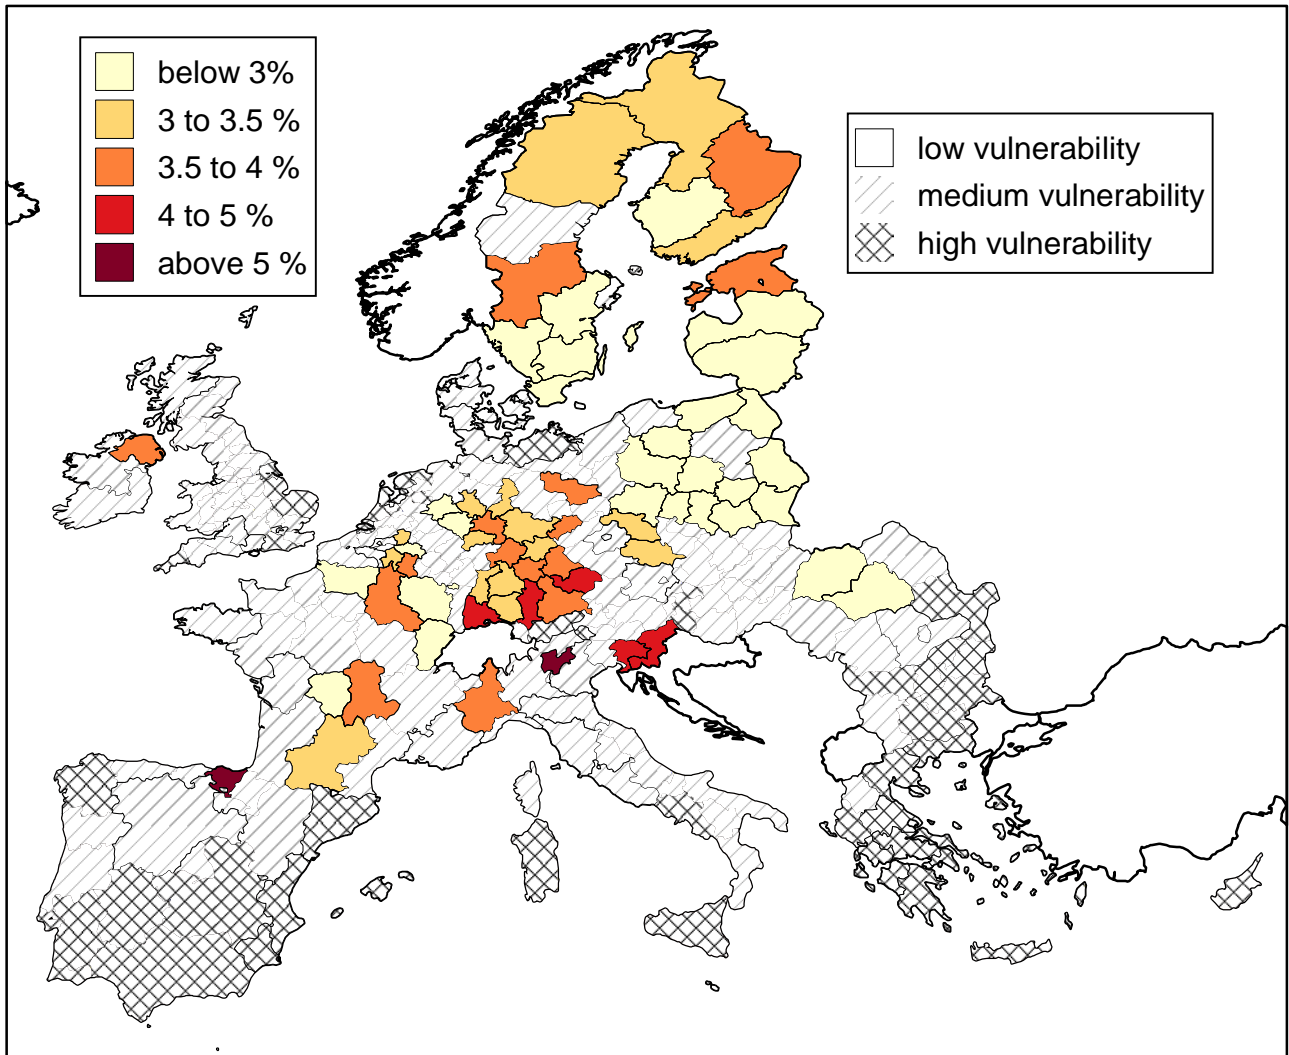 below 3%
3 to 3.5 %
3.5 to 4 %
4 to 5 %
above 5 %
low vulnerability
medium vulnerability
high vulnerability